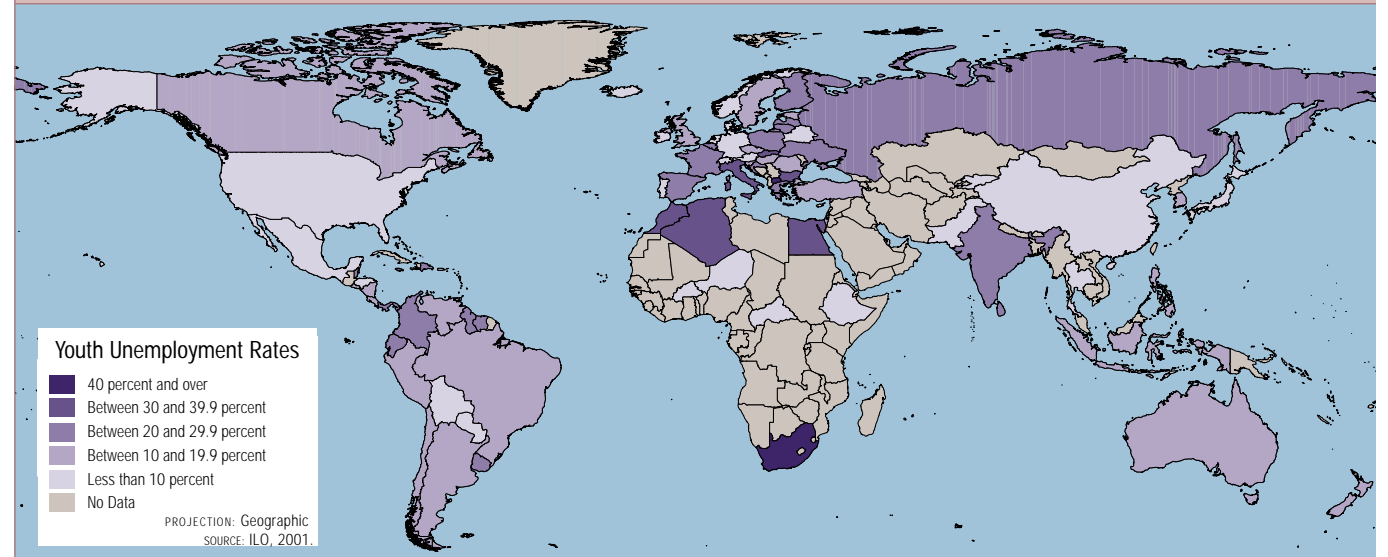 Youth Unemployment Rates
40 percent and over
Between 30 and 39.9 percent
Between 20 and 29.9 percent
Between 10 and 19.9 percent
Less than 10 percent
No Data
PROJECTION: Geographic
SOURCE: ILO, 2001.